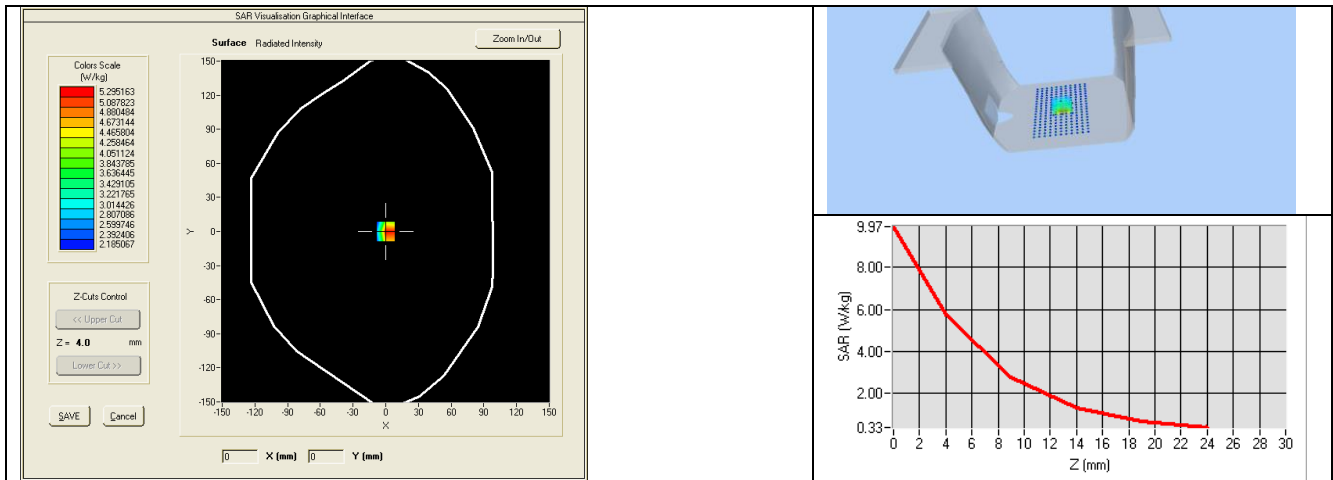 SAR Visualisation Graphical Interface
Surface Radiated Intensity
Zoom In/Out
Colors Scale
(W/kg)
5.295163
5.087823
4.880484
4.673144
4.465804
4.258464
4.051124
3.843785
3.636445
3.429105
3.221765
3.014426
2.807086
2.599746
2.392406
2.185067
Z-Cuts Control
<< Upper Cut
Z = 4.0 mm
Lower Cut >>
SAVE Cancel
150
120
90
60
30
Y 0
-30
-60
-90
-120
-150
-150 -120 -90 -60 -30 0 30 60 90 120 150
X
0 X (mm) 0 Y (mm)
9.97
8.00
6.00
4.00
2.00
0.33
SAR (W/kg)
0 2 4 6 8 10 12 14 16 18 20 22 24 26 28 30
Z (mm)